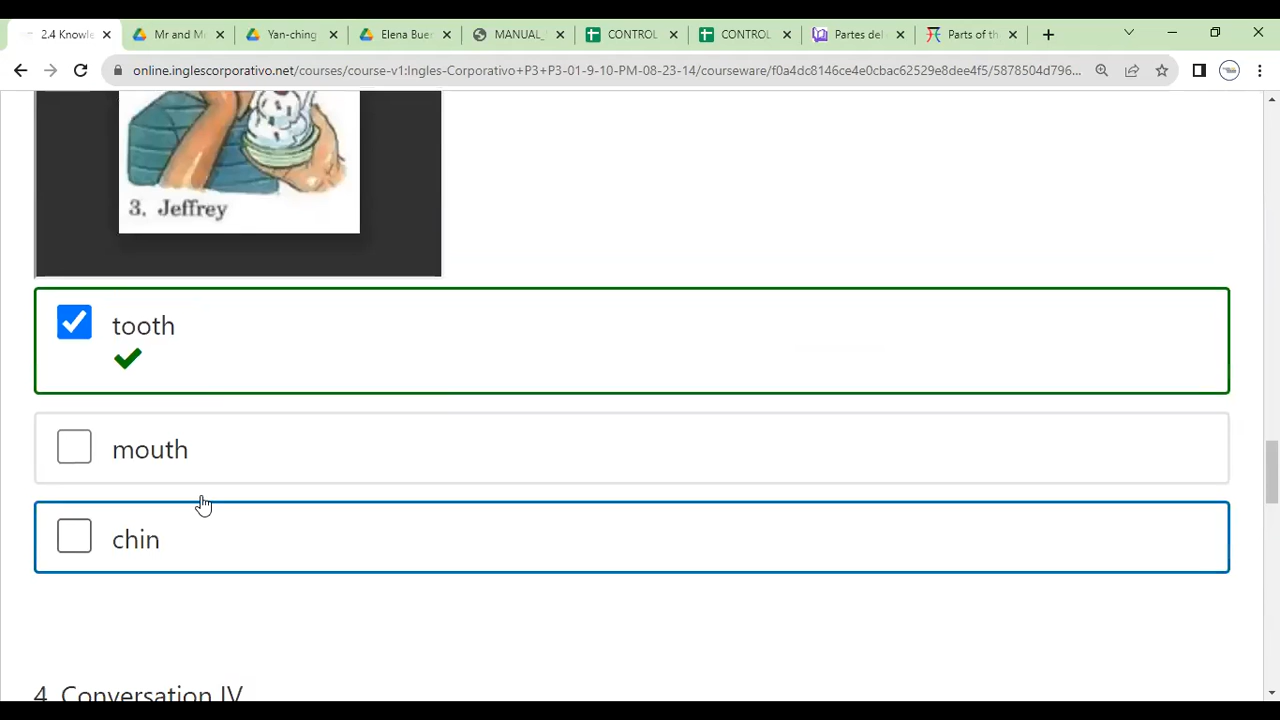 2.4 Knowle
Mr and M
Yan-ching
Elena Buer
MANUAL_
CONTROL
CONTROL
Partes del
Parts of th
online.inglescorporativo.net/courses/course-v1:Ingles-Corporativo+P3+P3-01-9-10-PM-08-23-14/courseware/f0a4dc8146ce4e0cbac62529e8dee4f5/5878504d796...
3. Jeffrey
tooth
mouth
chin
4. Conversation IV